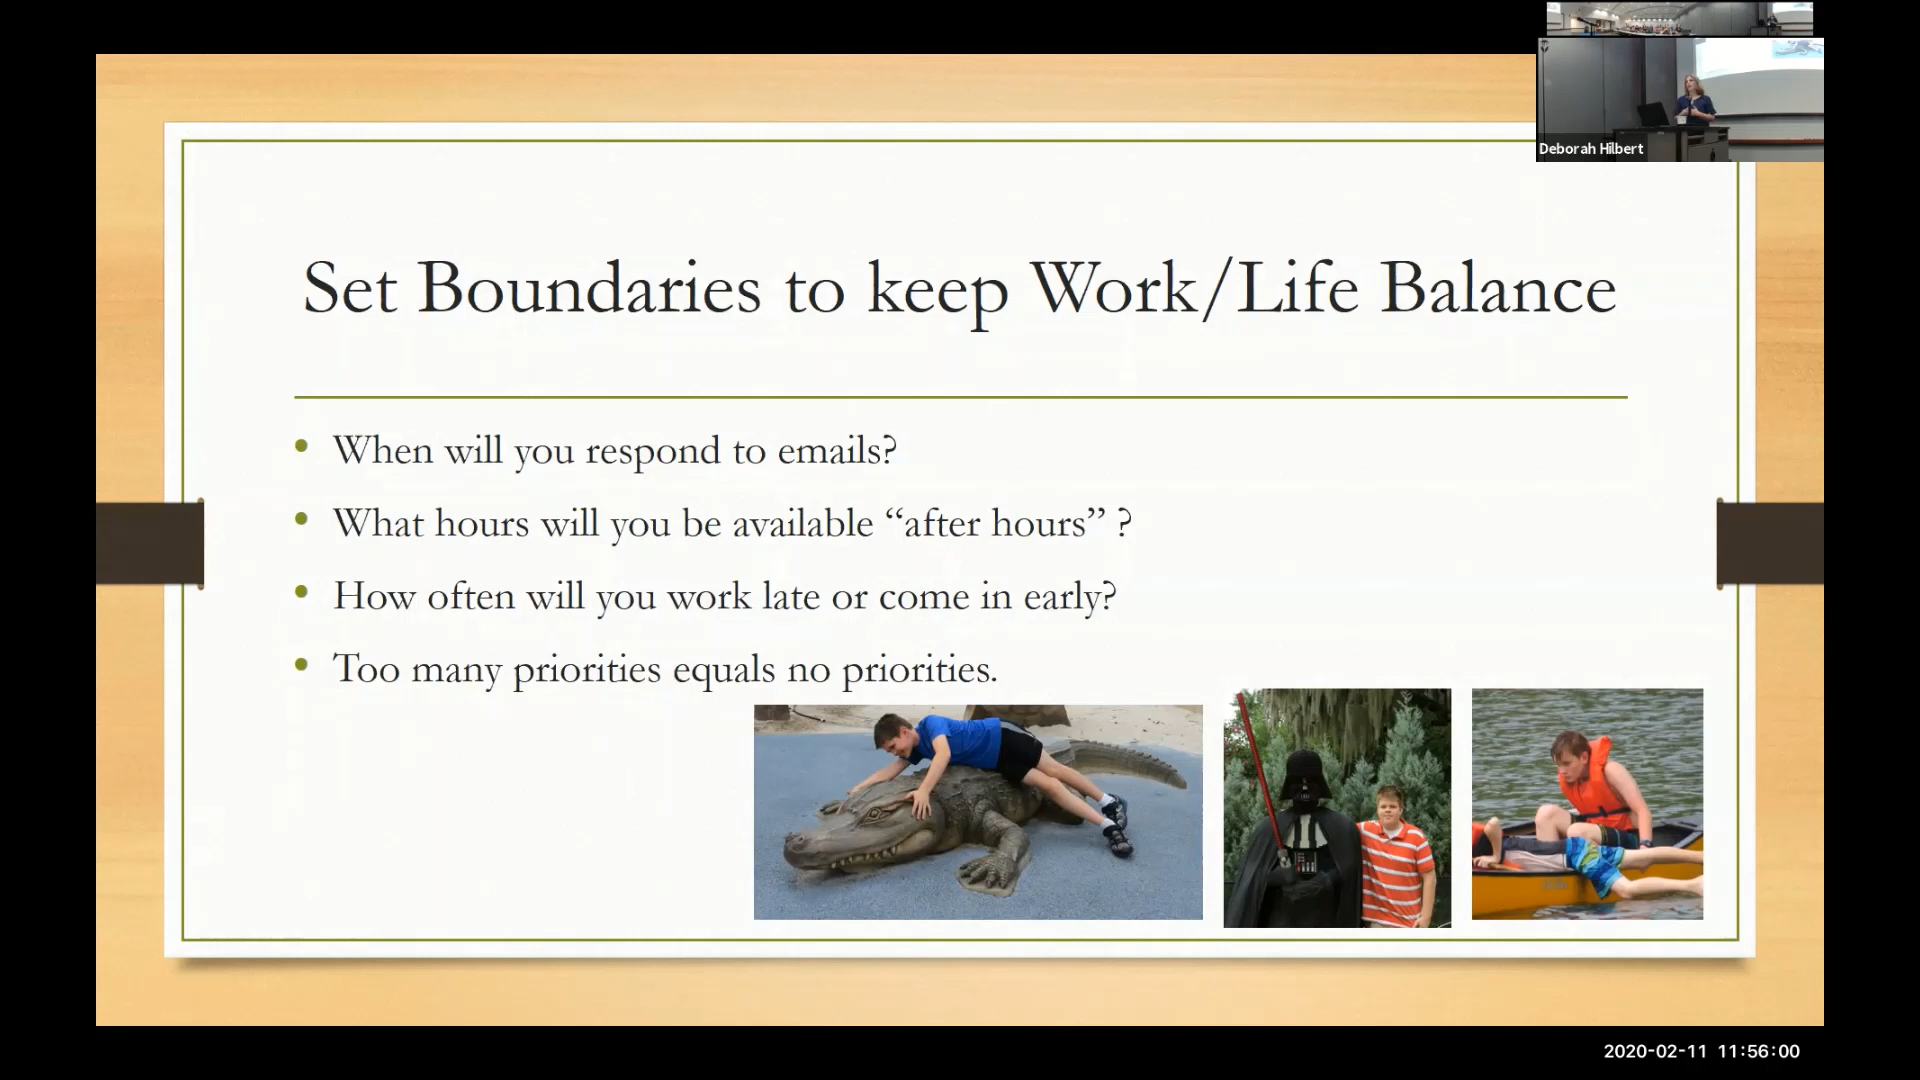 Deborah Hilbert
Set Boundaries to keep Work/Life Balance
• When will you respond to emails?
• What hours will you be available “after hours” ?
• How often will you work late or come in early?
• Too many priorities equals no priorities.
2020-02-11 11:56:00